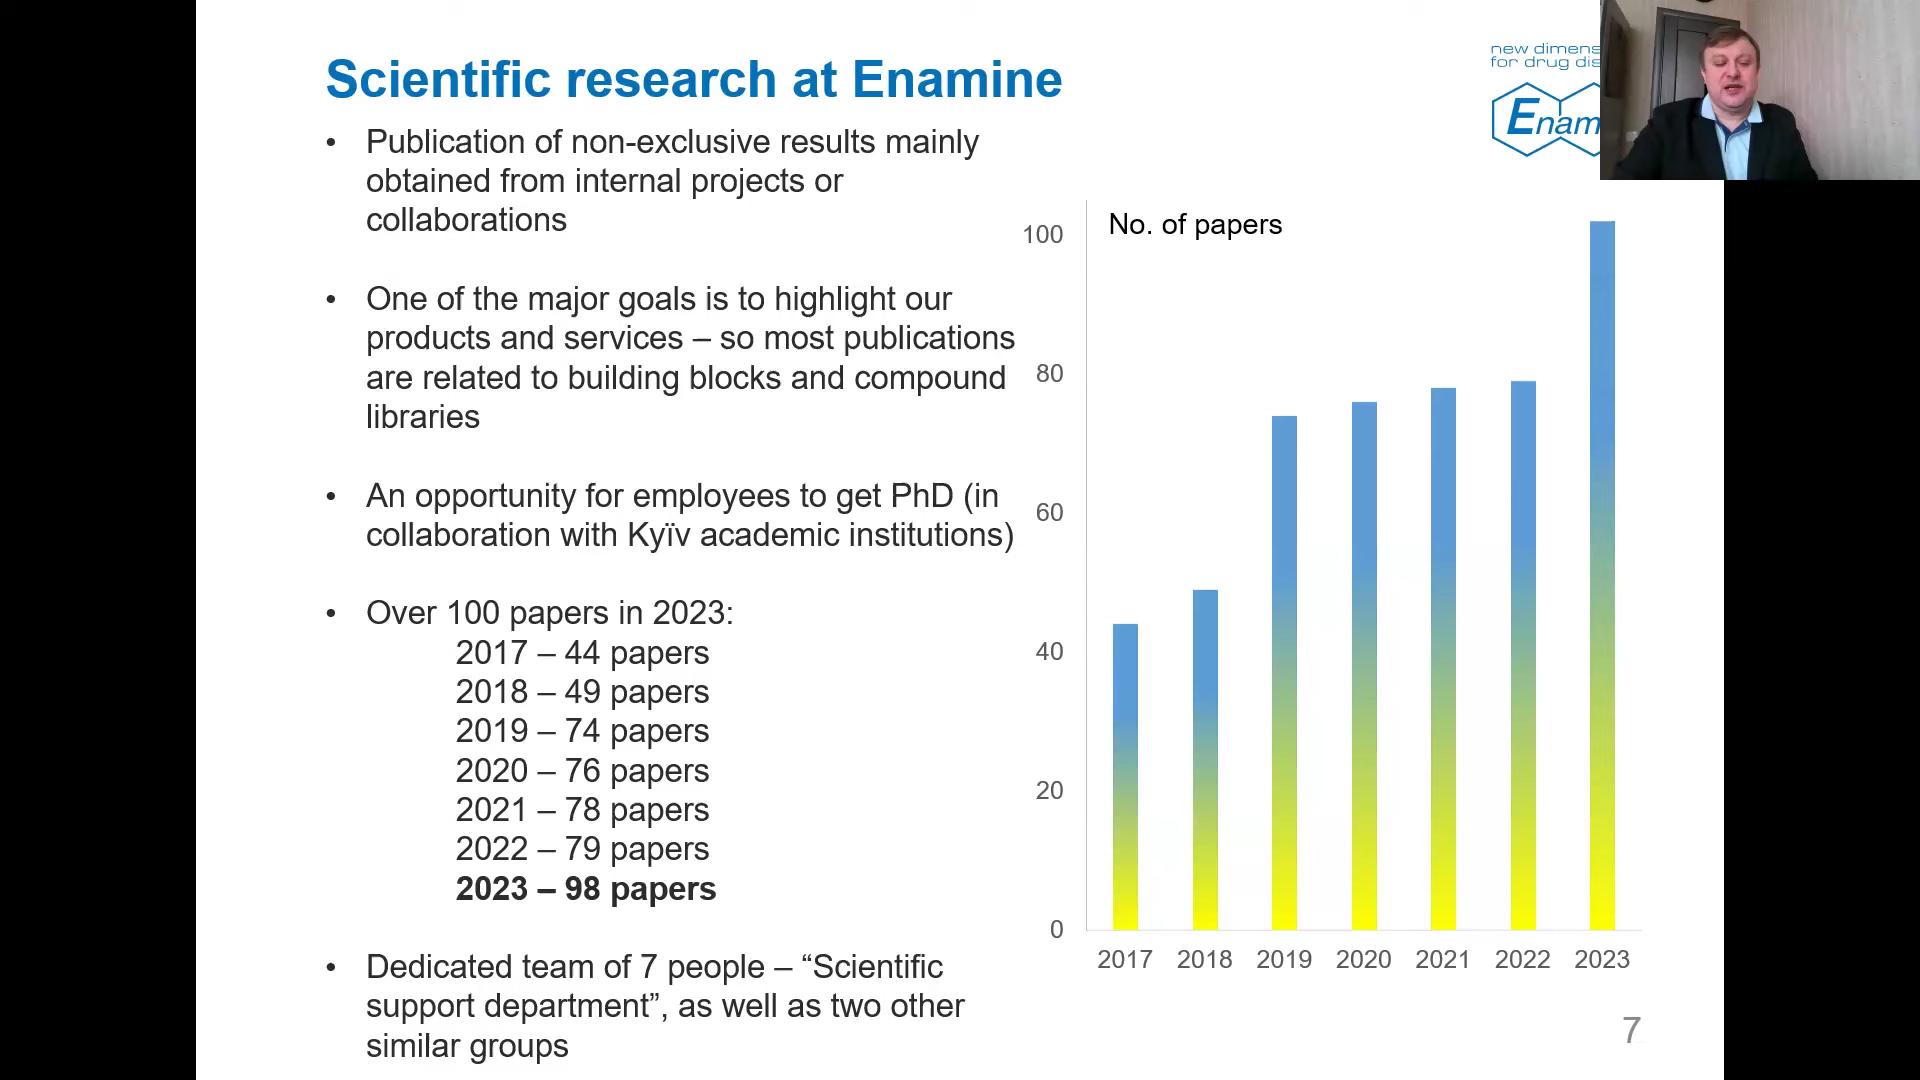 Scientific research at Enamine
new dimens
for drug dis
Enam
• Publication of non-exclusive results mainly
obtained from internal projects or
collaborations
• One of the major goals is to highlight our
products and services – so most publications
are related to building blocks and compound
libraries
• An opportunity for employees to get PhD (in
collaboration with Kyïv academic institutions)
• Over 100 papers in 2023:
2017 – 44 papers
2018 – 49 papers
2019 – 74 papers
2020 – 76 papers
2021 – 78 papers
2022 – 79 papers
2023 – 98 papers
• Dedicated team of 7 people – “Scientific
support department”, as well as two other
similar groups
No. of papers
100
80
60
40
20
0
2017 2018 2019 2020 2021 2022 2023
7